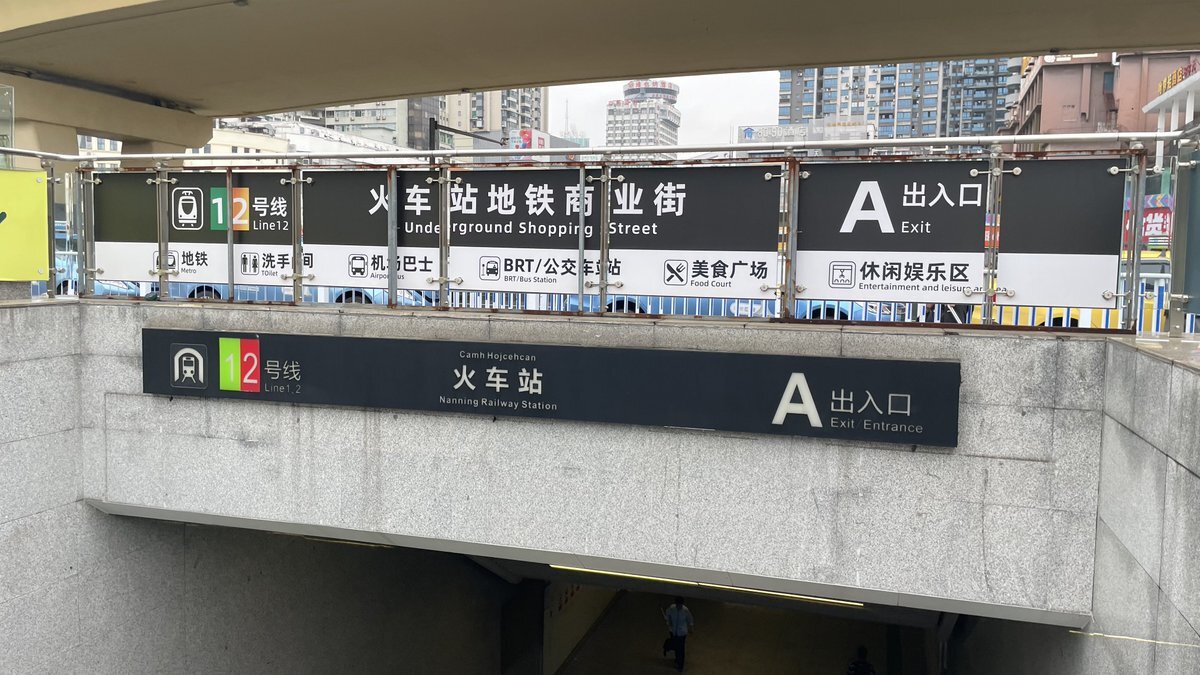 12号线
Line12
火车站地铁商业街
Underground Shopping Street
A 出入口
Exit
地铁
Metro
洗手间
TOilet
机场巴士
Airport Bus
BRT/公交车站
BRT/Bus Station
美食广场
Food Court
休闲娱乐区
Entertainment and leisure area
12号线
Line1,2
Camh Hojcehcan
火车站
Nanning Railway Station
A 出入口
Exit/Entrance